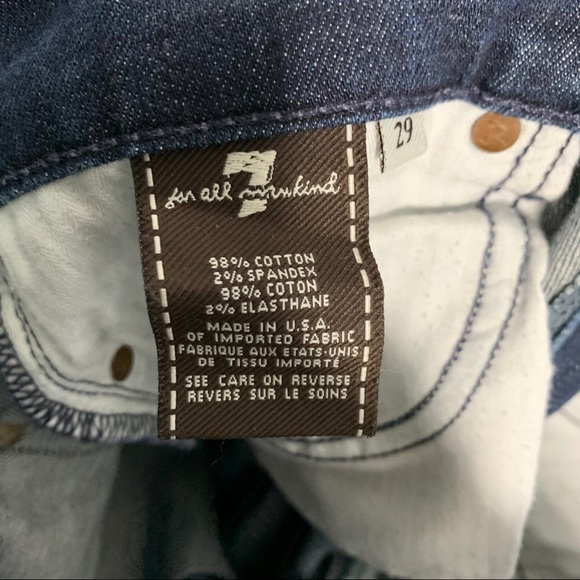 7
for all mankind
29
98% COTTON
2% SPANDEX
98% COTON
2% ELASTHANE
MADE IN U.S.A.
OF IMPORTED FABRIC
FABRIQUE AUX ETATS-UNIS
DE TISSU IMPORTÉ
SEE CARE ON REVERSE
REVERS SUR LE SOINS